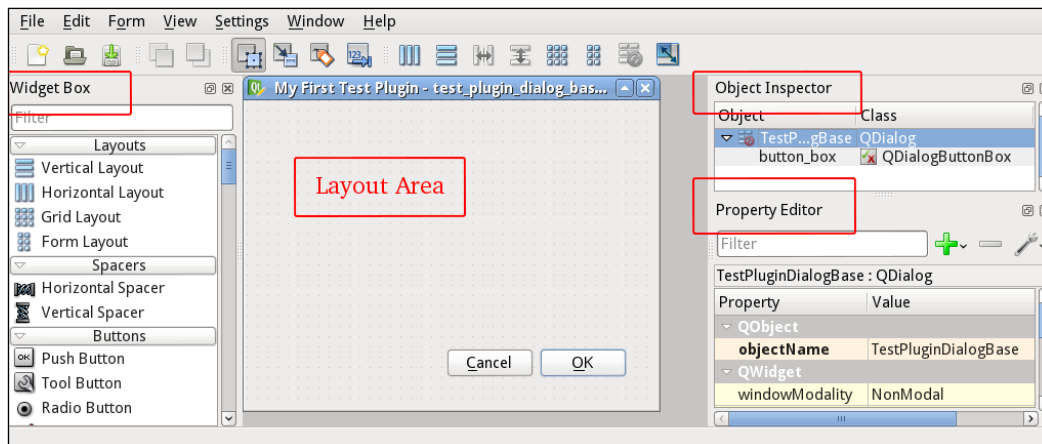 File Edit Form View Settings Window Help
Widget Box
Filter
Layouts
Vertical Layout
Horizontal Layout
Grid Layout
Form Layout
Spacers
Horizontal Spacer
Vertical Spacer
Buttons
OK Push Button
Tool Button
Radio Button
My First Test Plugin - test_plugin_dialog_bas...
Layout Area
Cancel OK
Object Inspector
Object Class
TestP...gBase QDialog
button_box QDialogButtonBox
Property Editor
Filter
TestPluginDialogBase : QDialog
Property Value
QObject
objectName TestPluginDialogBase
QWidget
windowModality NonModal